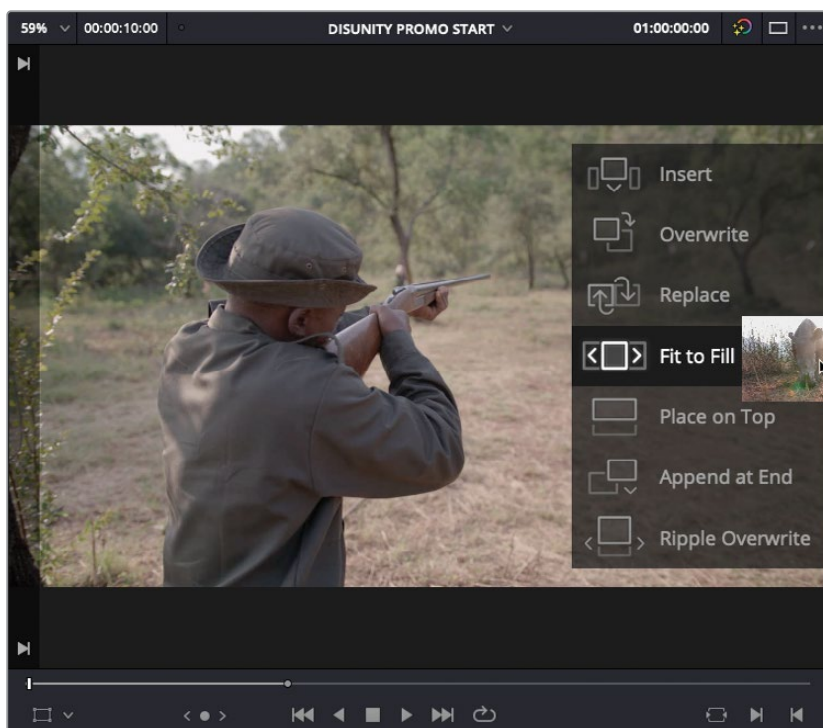 59% 00:00:10:00 DISUNITY PROMO START 01:00:00:00
Insert
Overwrite
Replace
Fit to Fill
Place on Top
Append at End
Ripple Overwrite